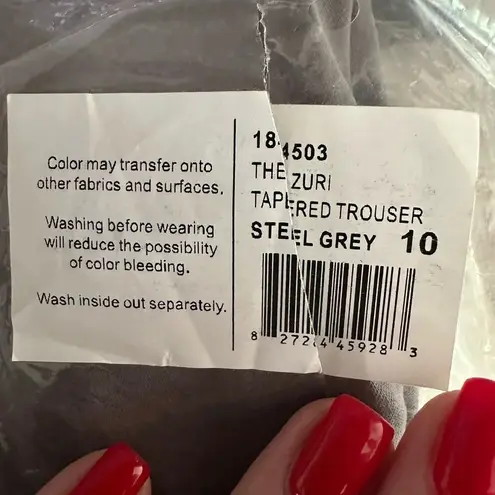 Color may transfer onto
other fabrics and surfaces.
Washing before wearing
will reduce the possibility
of color bleeding.
Wash inside out separately.
18-4503
THE ZURI
TAPERED TROUSER
STEEL GREY 10
8 27274 45928 3